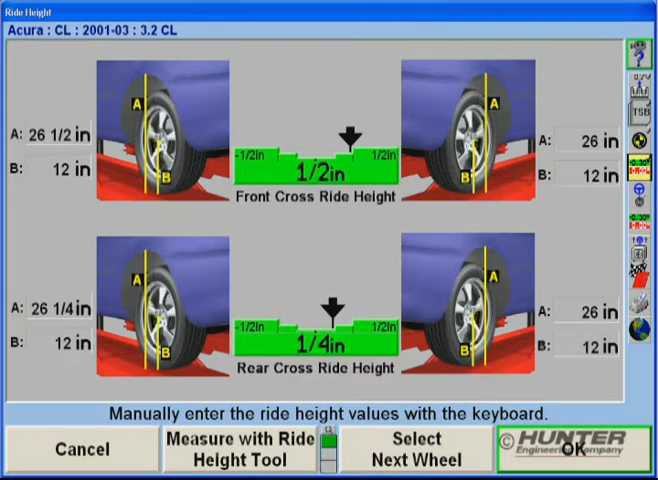 Ride Height
Acura : CL : 2001-03 : 3.2 CL
A
A
A: 26 1/2 in
B: 12 in
B
-1/2in
1/2in
1/2in
Front Cross Ride Height
B
A: 26 in
B: 12 in
TSB
A
A
A: 26 1/4 in
B: 12 in
B
-1/2in
1/2in
1/4in
Rear Cross Ride Height
B
A: 26 in
B: 12 in
Manually enter the ride height values with the keyboard.
Cancel
Measure with Ride
Height Tool
Select
Next Wheel
OK
© HUNTER
Engineering Company